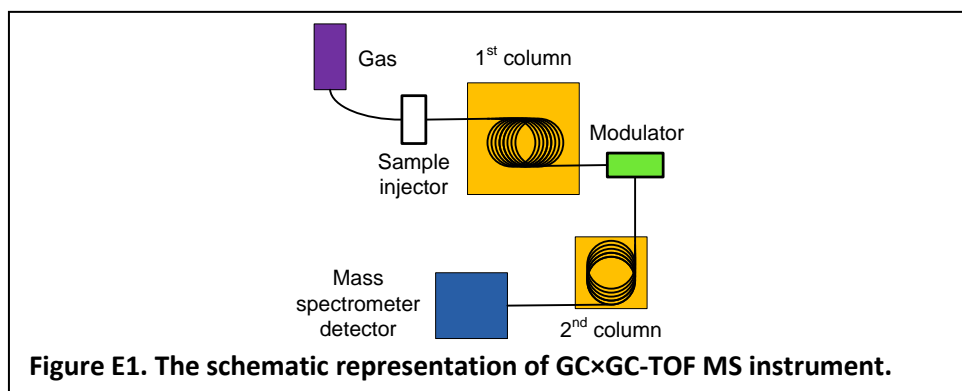 Gas
1st column
Modulator
Sample
injector
Mass
spectrometer
detector
2nd column
Figure E1. The schematic representation of GC×GC-TOF MS instrument.